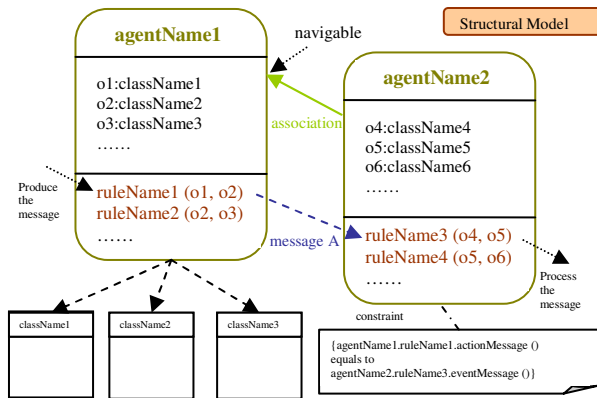 Structural Model
agentName1
navigable
o1:className1
o2:className2
o3:className3
......
association
agentName2
o4:className4
o5:className5
o6:className6
......
Produce
the
message
ruleName1 (o1, o2)
ruleName2 (o2, o3)
......
message A
ruleName3 (o4, o5)
ruleName4 (o5, o6)
......
Process
the
message
className1
className2
className3
constraint
{agentName1.ruleName1.actionMessage ()
equals to
agentName2.ruleName3.eventMessage ()}